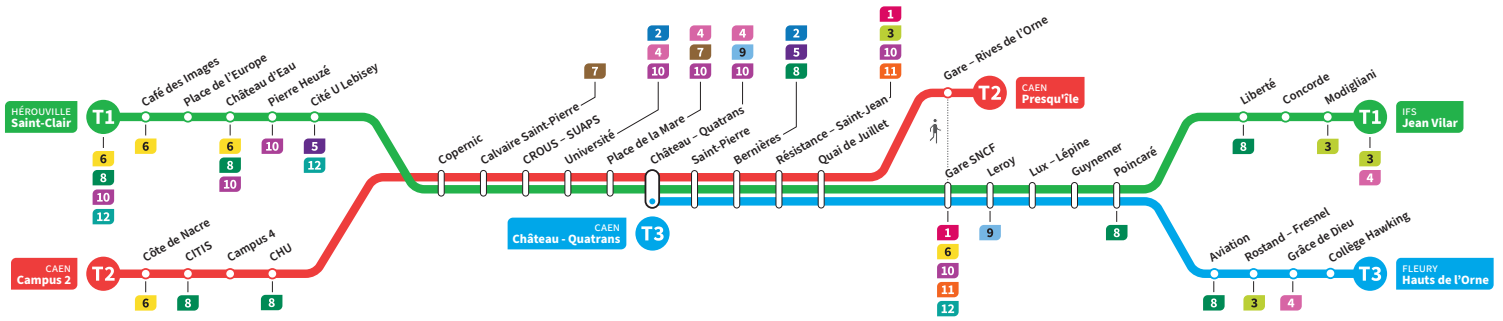 HÉROUVILLE
Saint-Clair
T1
6
8
10
12
Café des Images
6
Place de l'Europe
Château d'Eau
6
8
10
Pierre Heuzé
10
Cité U Lebisey
5
12
CAEN
Campus 2
T2
Côte de Nacre
6
CITIS
8
Campus 4
CHU
8
Copernic
Calvaire Saint-Pierre
7
CROUS – SUAPS
Université
2
4
10
Place de la Mare
4
7
10
Château – Quatrans
4
9
10
CAEN
Château - Quatrans
T3
Saint-Pierre
Bernières
2
5
8
Résistance – Saint-Jean
1
3
10
11
Quai de Juillet
Gare – Rives de l'Orne
T2
CAEN
Presqu'île
Gare SNCF
1
6
10
11
12
Leroy
9
Lux – Lépine
Guynemer
Poincaré
8
Liberté
8
Concorde
Modigliani
3
T1
3
4
IFS
Jean Vilar
Aviation
8
Rostand – Fresnel
3
Grâce de Dieu
4
Collège Hawking
T3
FLEURY
Hauts de l'Orne